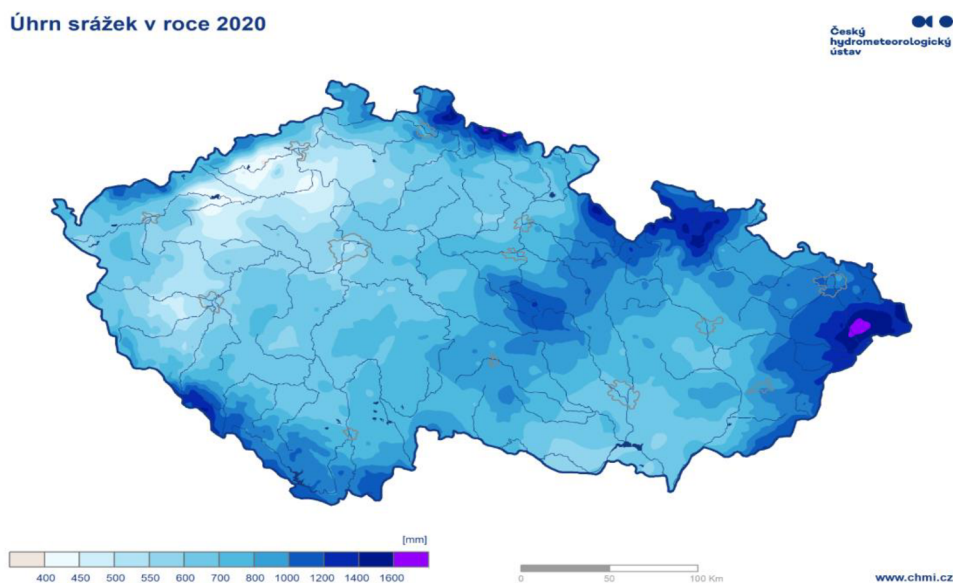 Úhrn srážek v roce 2020
Český
hydrometeorologický
ústav
[mm]
400 450 500 550 600 700 800 1000 1200 1400 1600
0 50 100 Km
www.chmi.cz